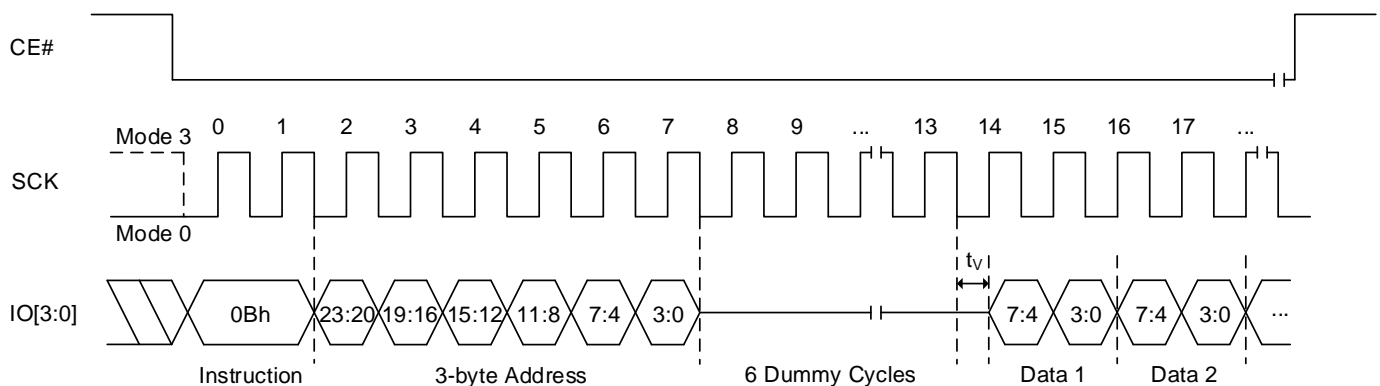 CE#
0 1 2 3 4 5 6 7 8 9 ... 13 14 15 16 17 ...
Mode 3
SCK
Mode 0
tV
IO[3:0] 0Bh 23:20 19:16 15:12 11:8 7:4 3:0 7:4 3:0 7:4 3:0 ...
Instruction 3-byte Address 6 Dummy Cycles Data 1 Data 2